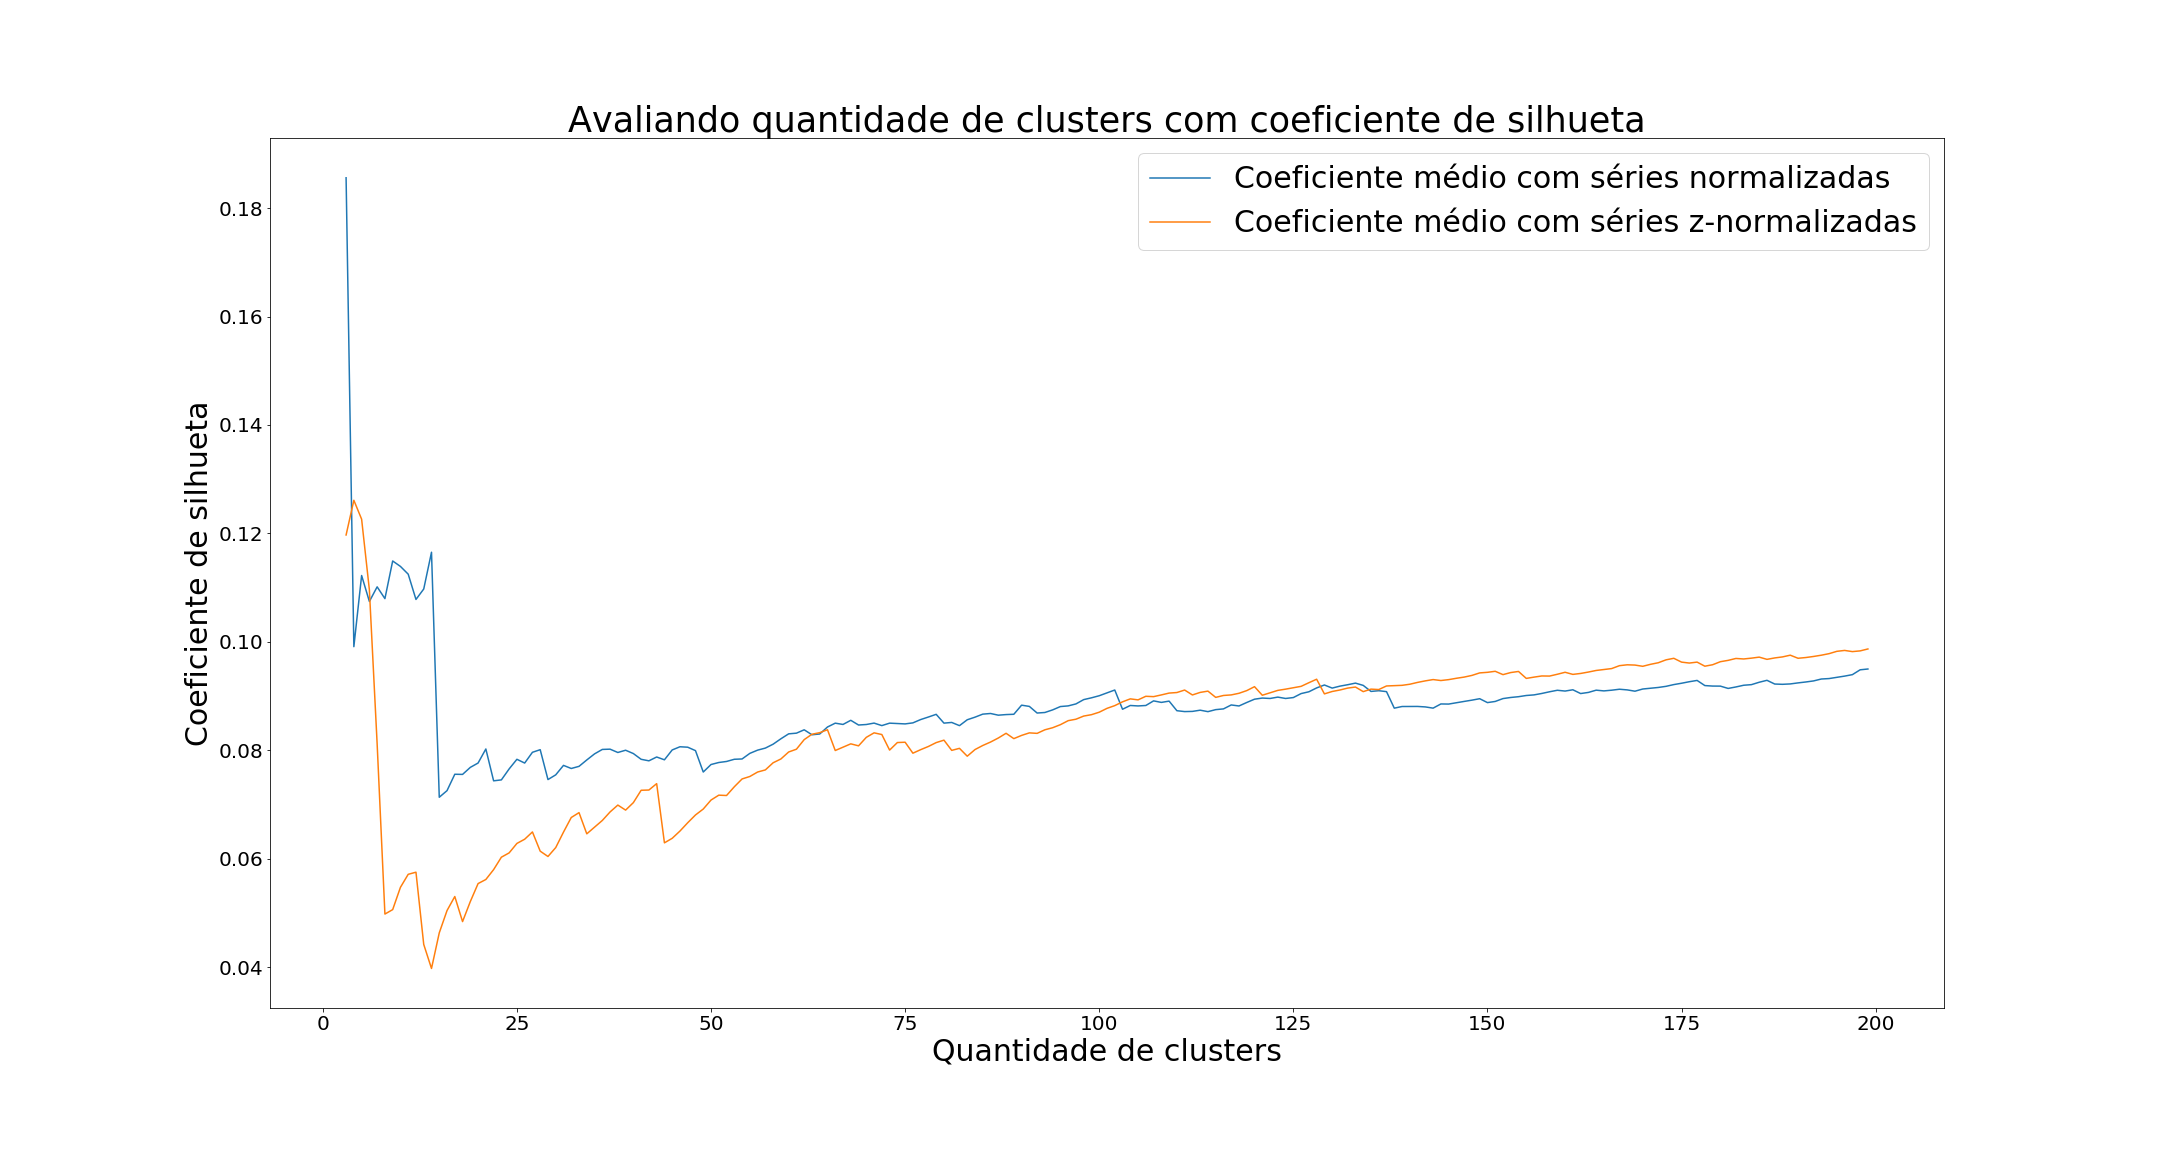 Avaliando quantidade de clusters com coeficiente de silhueta
Coeficiente médio com séries normalizadas
Coeficiente médio com séries z-normalizadas
Coeficiente de silhueta
0.18
0.16
0.14
0.12
0.10
0.08
0.06
0.04
0 25 50 75 100 125 150 175 200
Quantidade de clusters